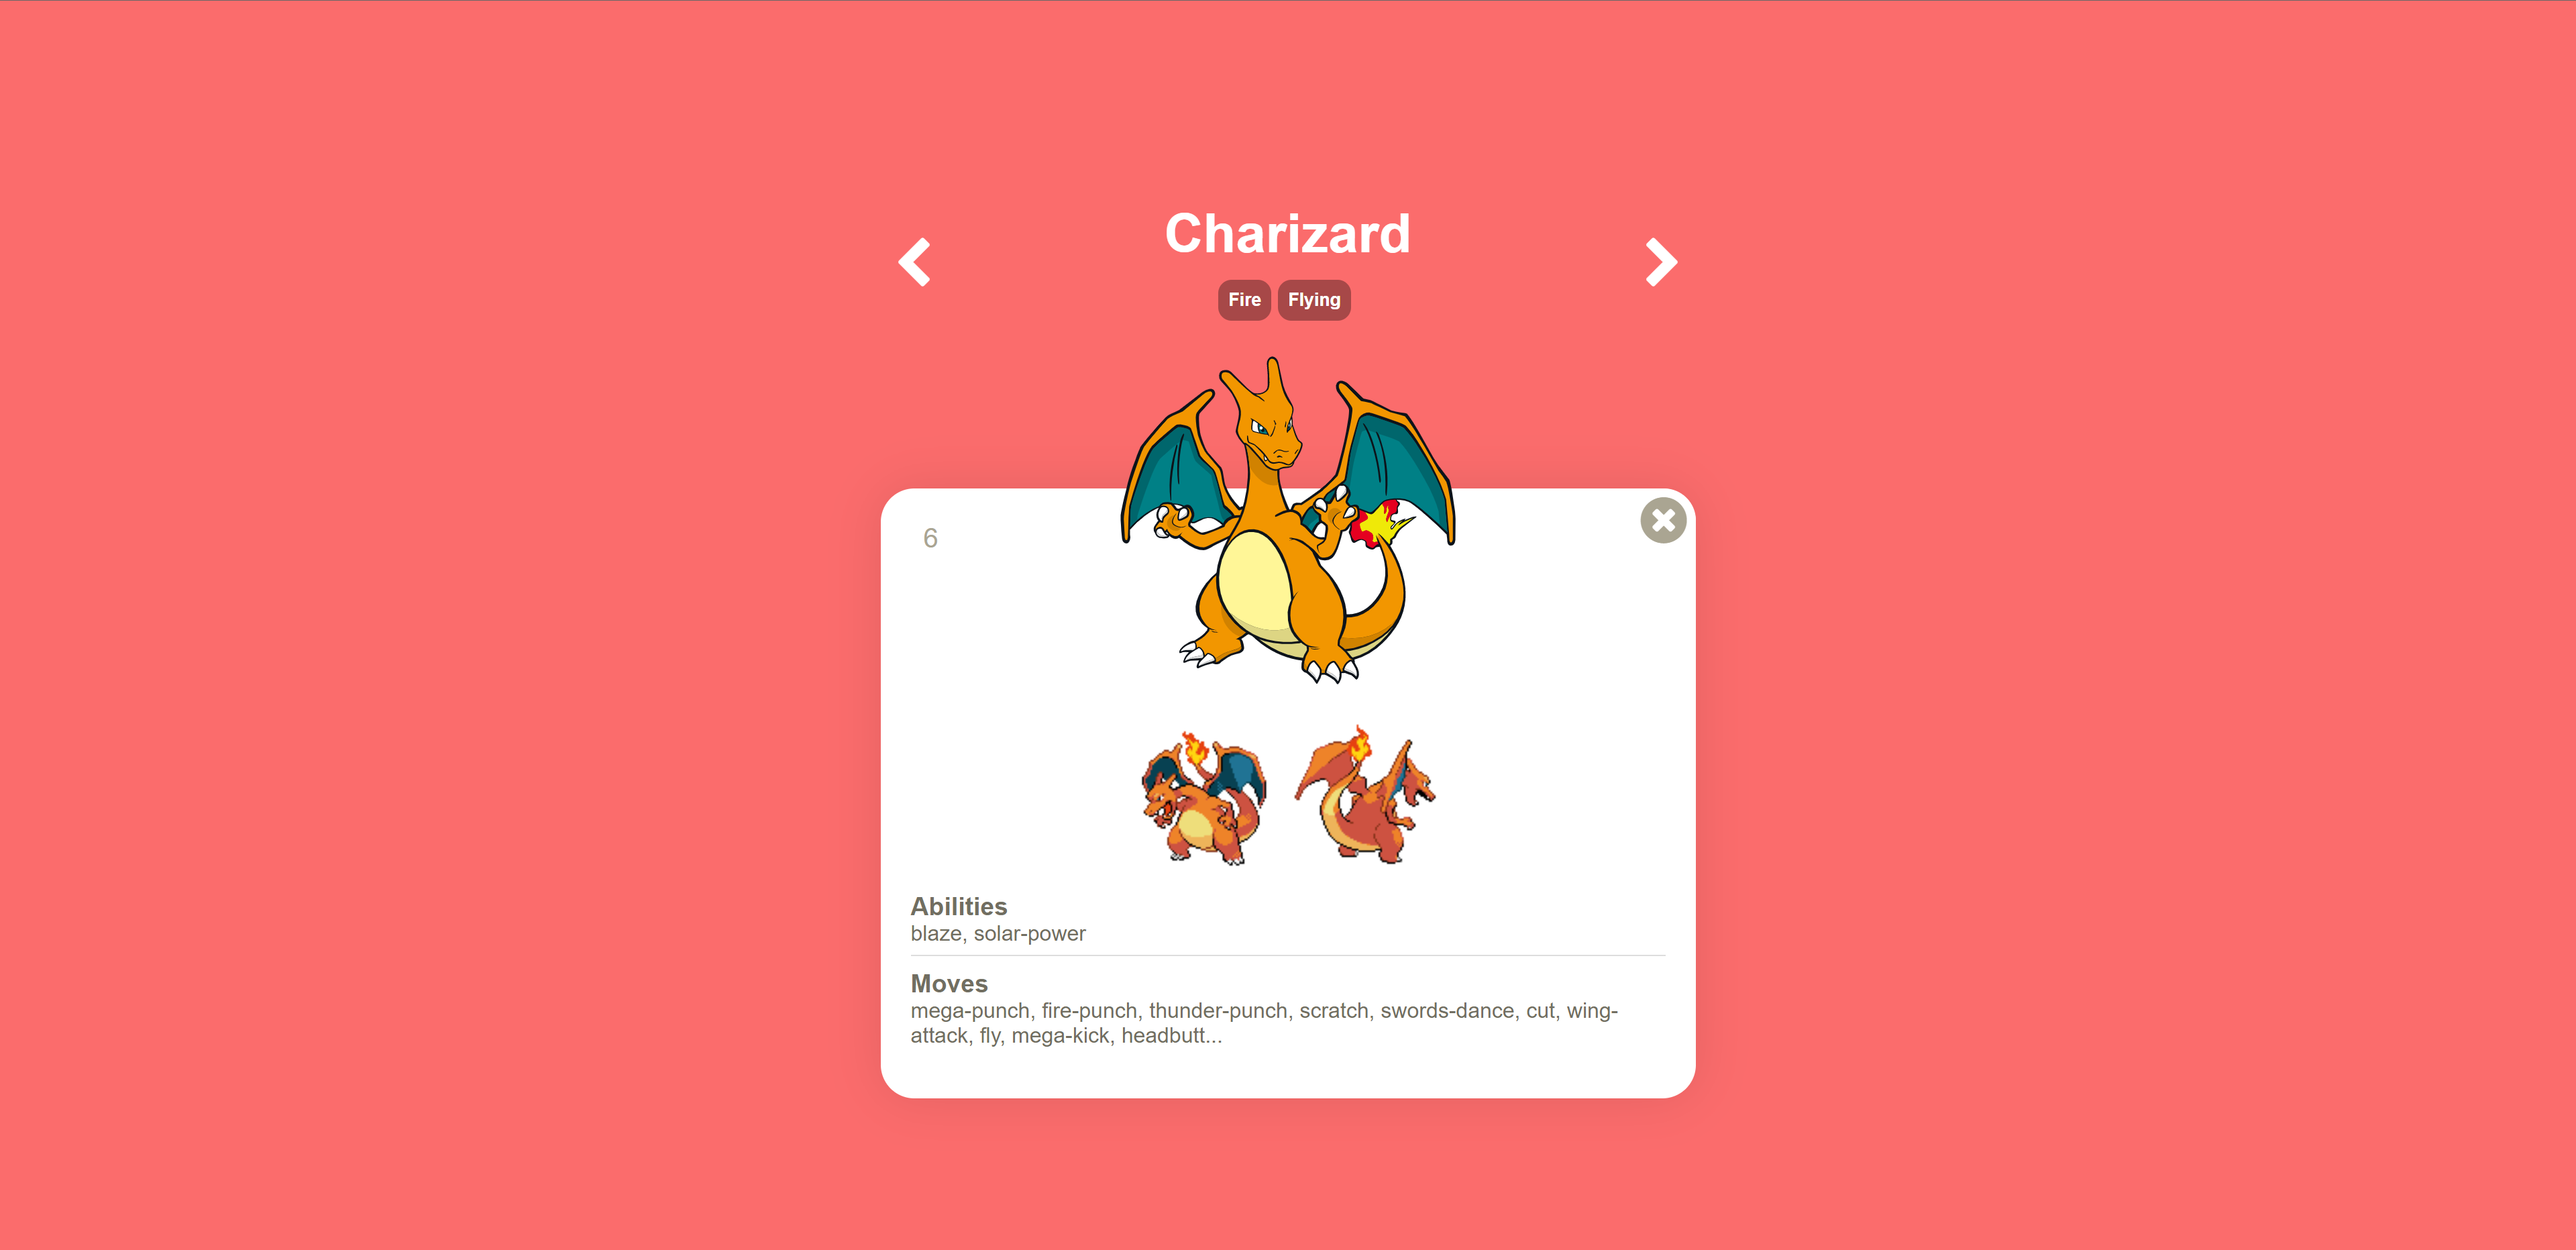 Charizard
Fire Flying
6
Abilities
blaze, solar-power
Moves
mega-punch, fire-punch, thunder-punch, scratch, swords-dance, cut, wing-
attack, fly, mega-kick, headbutt...